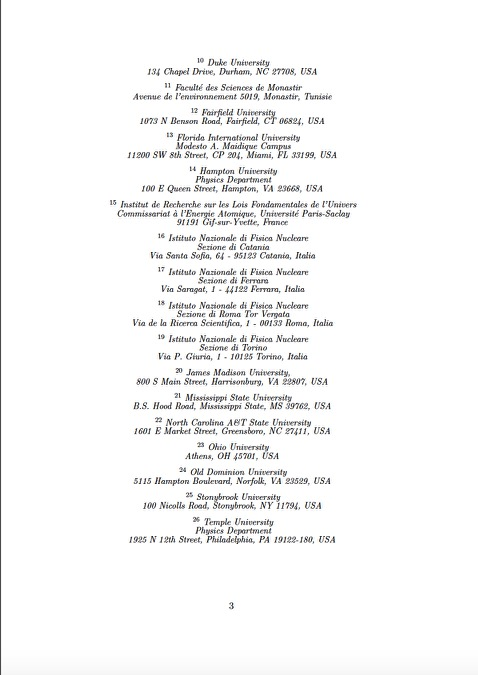 10 Duke University
134 Chapel Drive, Durham, NC 27708, USA
11 Faculté des Sciences de Monastir
Avenue de l'environnement 5019, Monastir, Tunisie
12 Fairfield University
1073 N Benson Road, Fairfield, CT 06824, USA
13 Florida International University
Modesto A. Maidique Campus
11200 SW 8th Street, CP 204, Miami, FL 33199, USA
14 Hampton University
Physics Department
100 E Queen Street, Hampton, VA 23668, USA
15 Institut de Recherche sur les Lois Fondamentales de l'Univers
Commissariat à l'Energie Atomique, Université Paris-Saclay
91191 Gif-sur-Yvette, France
16 Istituto Nazionale di Fisica Nucleare
Sezione di Catania
Via Santa Sofia, 64 - 95123 Catania, Italia
17 Istituto Nazionale di Fisica Nucleare
Sezione di Ferrara
Via Saragat, 1 - 44122 Ferrara, Italia
18 Istituto Nazionale di Fisica Nucleare
Sezione di Roma Tor Vergata
Via de la Ricerca Scientifica, 1 - 00133 Roma, Italia
19 Istituto Nazionale di Fisica Nucleare
Sezione di Torino
Via P. Giuria, 1 - 10125 Torino, Italia
20 James Madison University,
800 S Main Street, Harrisonburg, VA 22807, USA
21 Mississippi State University
B.S. Hood Road, Mississippi State, MS 39762, USA
22 North Carolina A&T State University
1601 E Market Street, Greensboro, NC 27411, USA
23 Ohio University
Athens, OH 45701, USA
24 Old Dominion University
5115 Hampton Boulevard, Norfolk, VA 23529, USA
25 Stonybrook University
100 Nicolls Road, Stonybrook, NY 11794, USA
26 Temple University
Physics Department
1925 N 12th Street, Philadelphia, PA 19122-180, USA
3